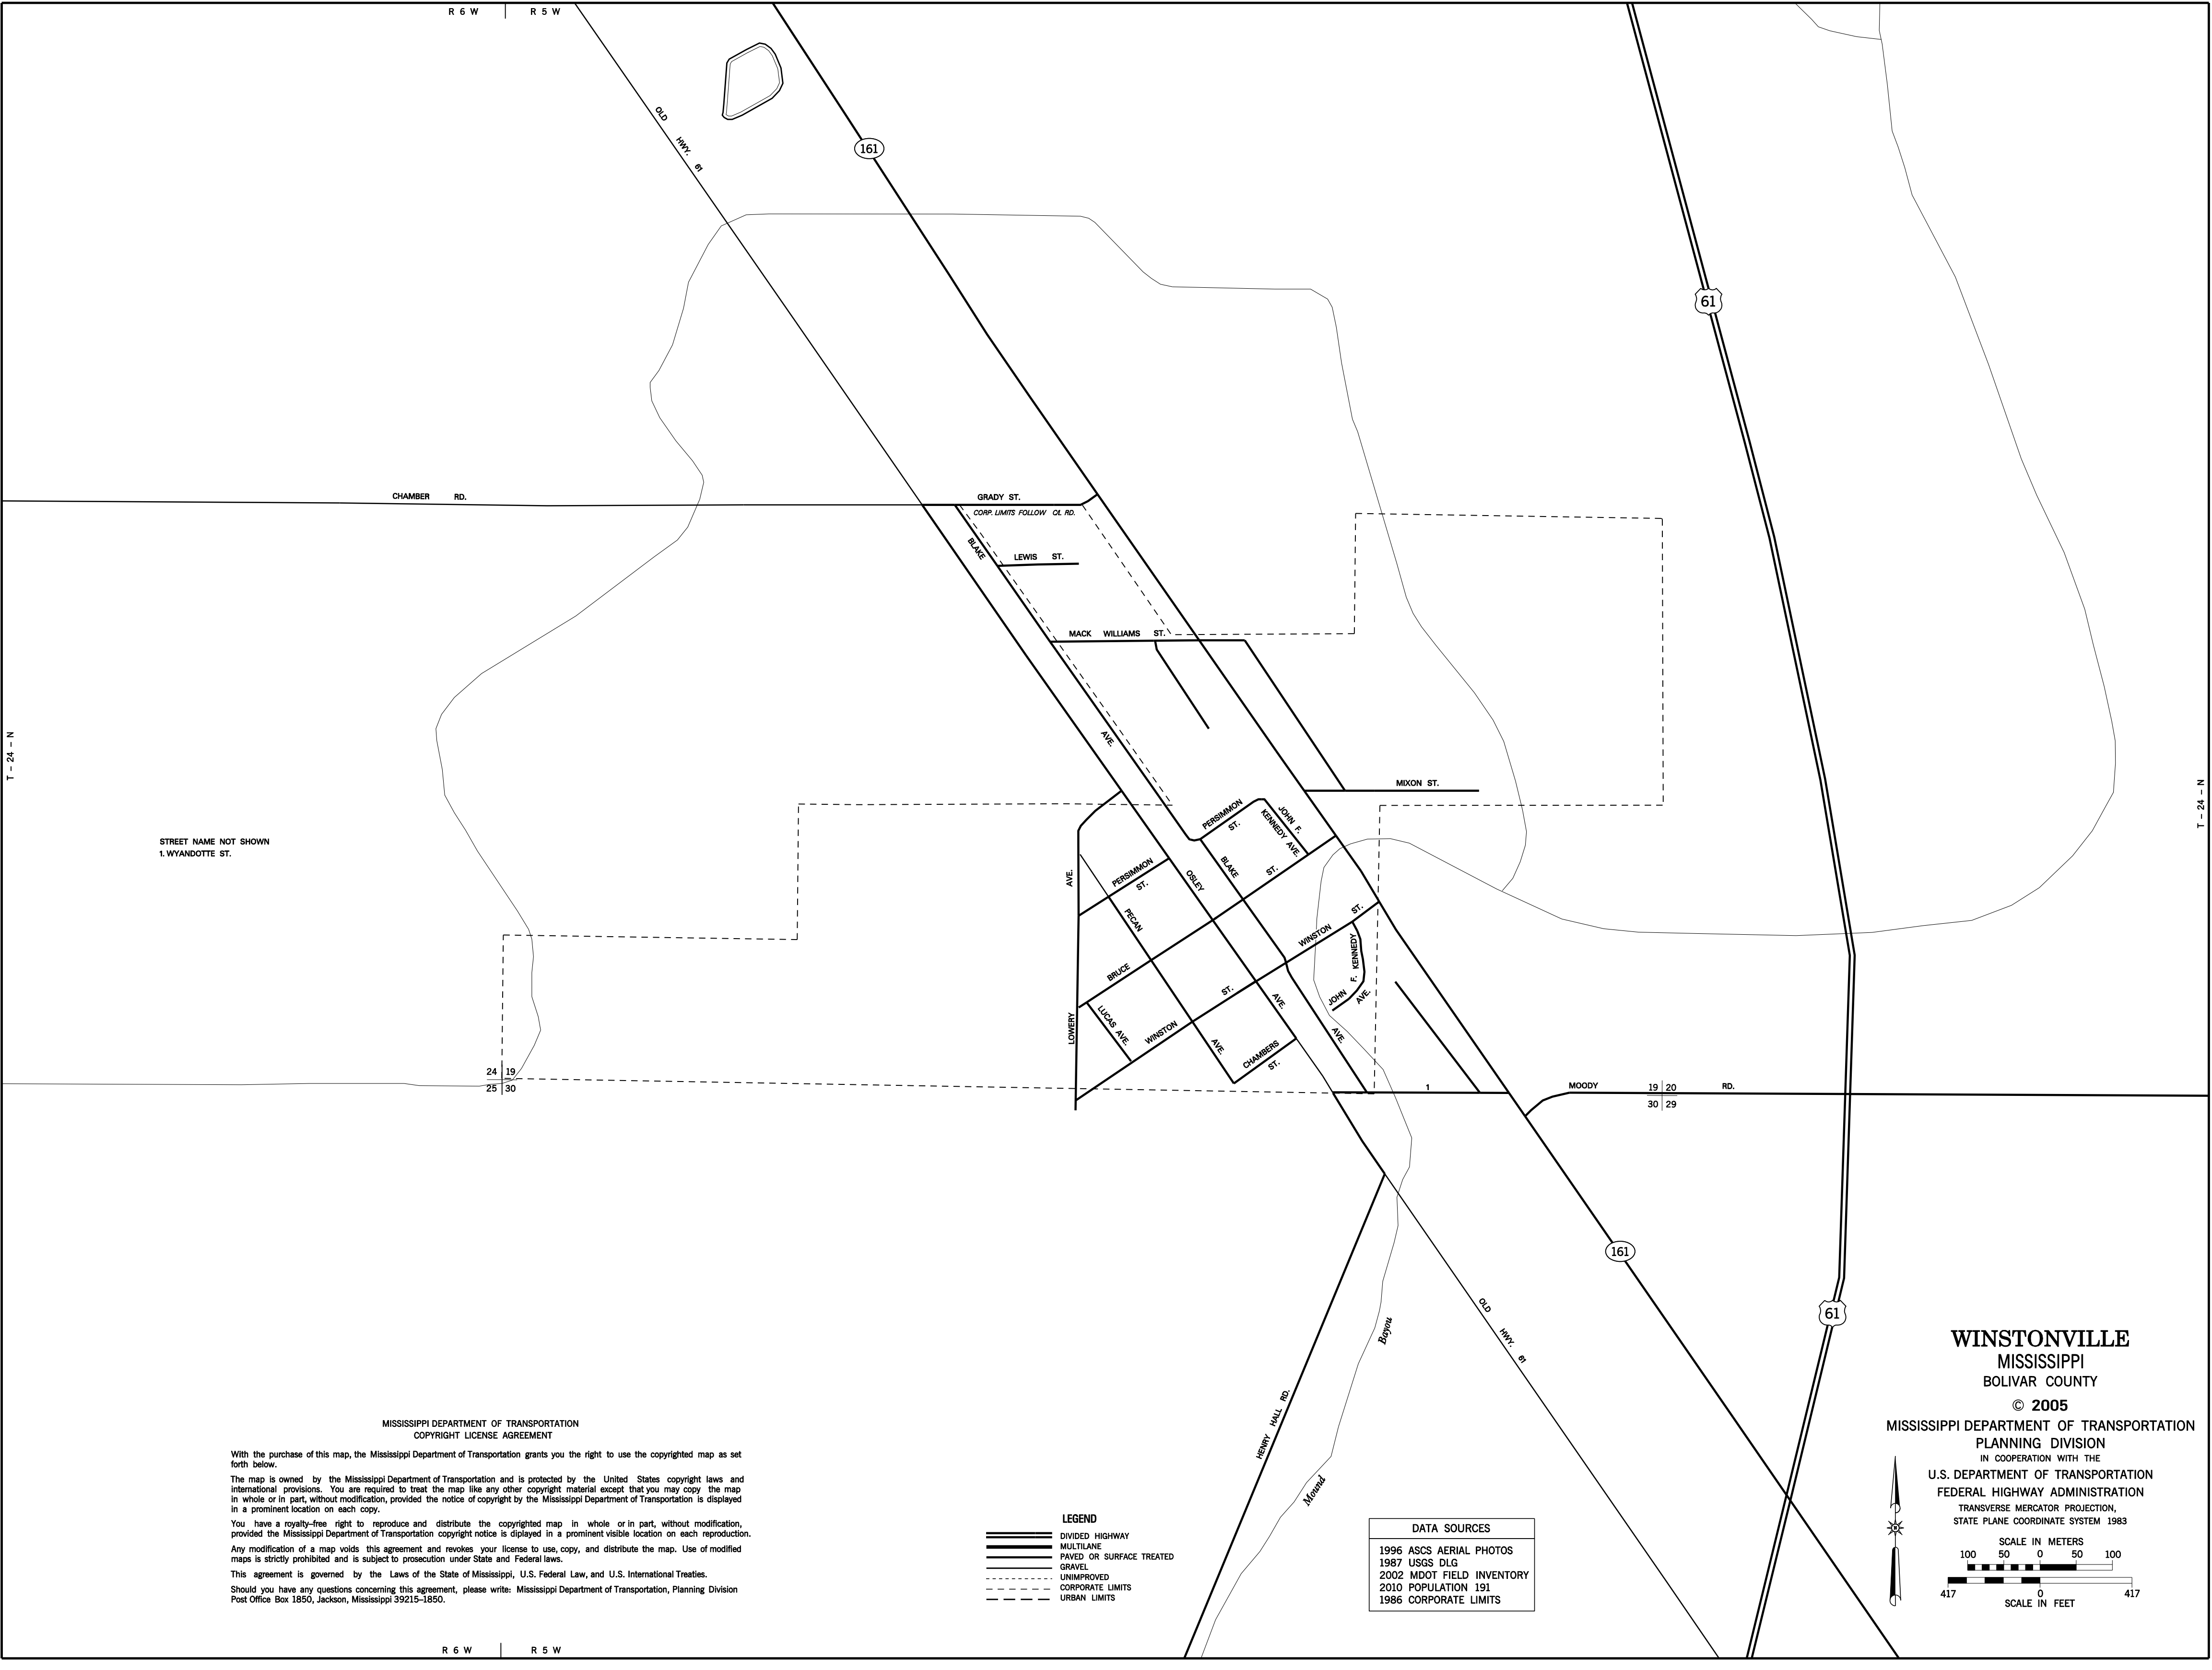 R 6 W
R 5 W
OLD HWY. 61
161
61
CHAMBER RD.
GRADY ST.
CORP. LIMITS FOLLOW C/L RD.
BLAKE AVE.
LEWIS ST.
MACK WILLIAMS ST.
T - 24 - N
T - 24 - N
MIXON ST.
STREET NAME NOT SHOWN
1. WYANDOTTE ST.
PERSIMMON ST.
JOHN F. KENNEDY AVE.
LOWERY AVE.
PERSIMMON ST.
PECAN AVE.
OSLEY AVE.
BLAKE AVE.
BRUCE ST.
WINSTON ST.
JOHN F. KENNEDY AVE.
LUCAS AVE.
WINSTON ST.
CHAMBERS ST.
24 19
25 30
1
MOODY RD.
19 20
30 29
161
61
OLD HWY. 61
HENRY HALL RD.
Mound Bayou
WINSTONVILLE
MISSISSIPPI
BOLIVAR COUNTY
© 2005
MISSISSIPPI DEPARTMENT OF TRANSPORTATION
PLANNING DIVISION
IN COOPERATION WITH THE
U.S. DEPARTMENT OF TRANSPORTATION
FEDERAL HIGHWAY ADMINISTRATION
TRANSVERSE MERCATOR PROJECTION,
STATE PLANE COORDINATE SYSTEM 1983
SCALE IN METERS
100 50 0 50 100
417 0 417
SCALE IN FEET
MISSISSIPPI DEPARTMENT OF TRANSPORTATION
COPYRIGHT LICENSE AGREEMENT
With the purchase of this map, the Mississippi Department of Transportation grants you the right to use the copyrighted map as set
forth below.
The map is owned by the Mississippi Department of Transportation and is protected by the United States copyright laws and
international provisions. You are required to treat the map like any other copyright material except that you may copy the map
in whole or in part, without modification, provided the notice of copyright by the Mississippi Department of Transportation is displayed
in a prominent location on each copy.
You have a royalty-free right to reproduce and distribute the copyrighted map in whole or in part, without modification,
provided the Mississippi Department of Transportation copyright notice is diplayed in a prominent visible location on each reproduction.
Any modification of a map voids this agreement and revokes your license to use, copy, and distribute the map. Use of modified
maps is strictly prohibited and is subject to prosecution under State and Federal laws.
This agreement is governed by the Laws of the State of Mississippi, U.S. Federal Law, and U.S. International Treaties.
Should you have any questions concerning this agreement, please write: Mississippi Department of Transportation, Planning Division
Post Office Box 1850, Jackson, Mississippi 39215-1850.
LEGEND
DIVIDED HIGHWAY
MULTILANE
PAVED OR SURFACE TREATED
GRAVEL
UNIMPROVED
CORPORATE LIMITS
URBAN LIMITS
DATA SOURCES
1996 ASCS AERIAL PHOTOS
1987 USGS DLG
2002 MDOT FIELD INVENTORY
2010 POPULATION 191
1986 CORPORATE LIMITS
R 6 W
R 5 W